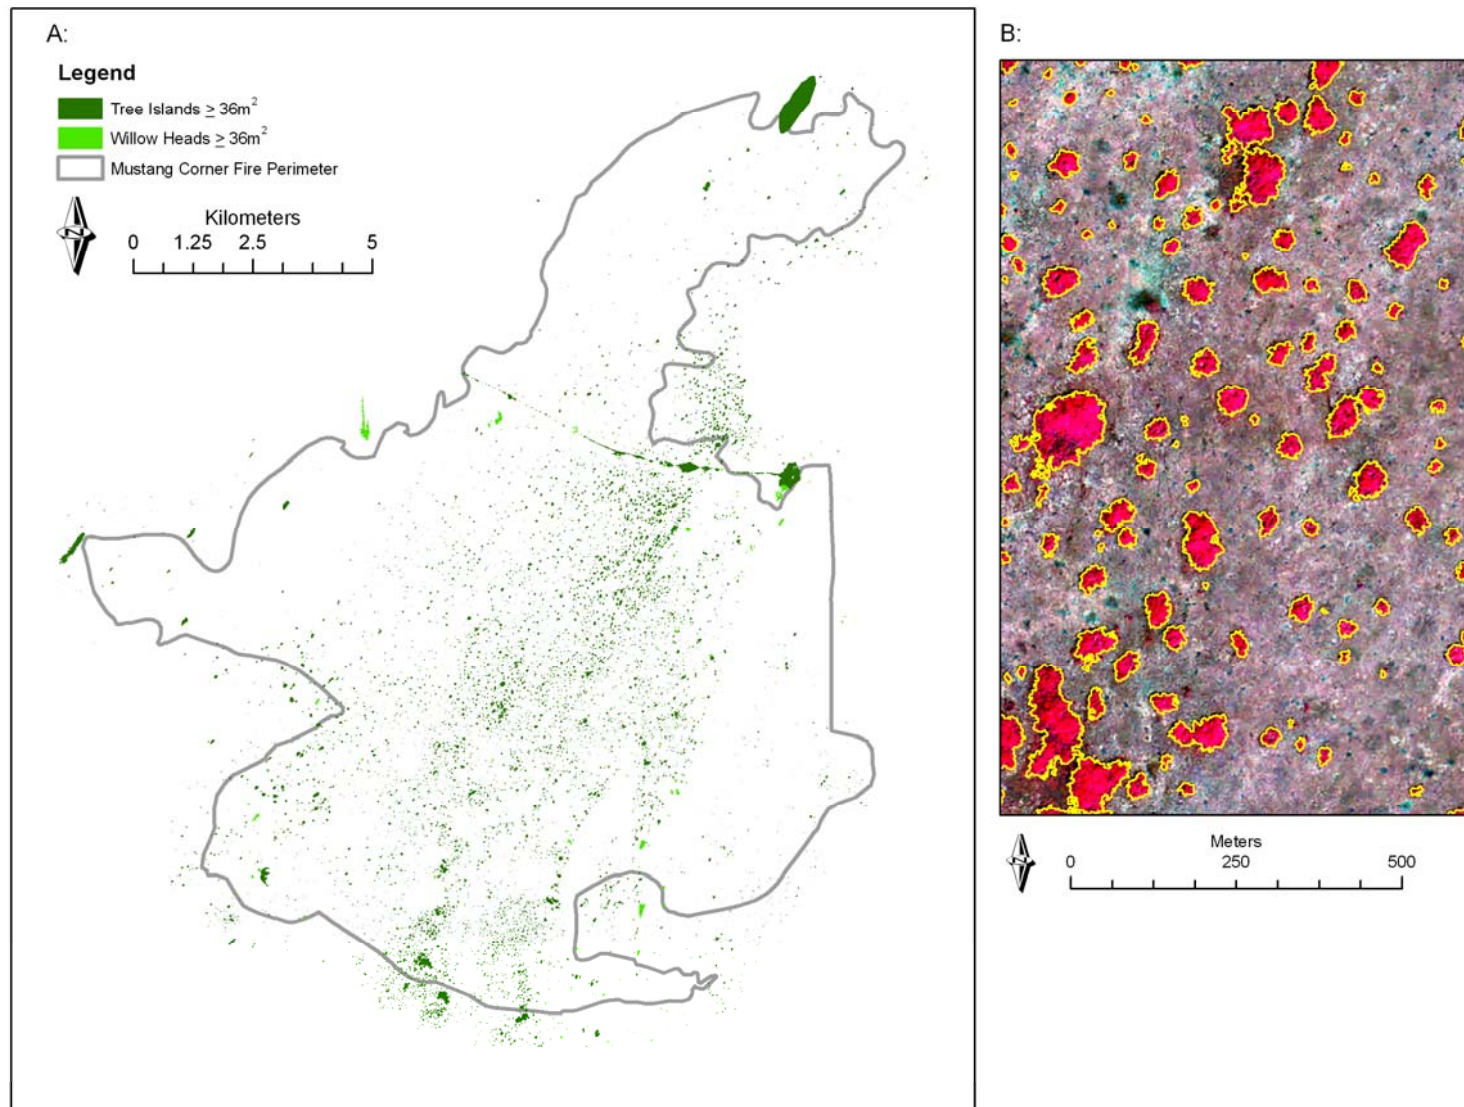 A:
Legend
Tree Islands ≥ 36m²
Willow Heads ≥ 36m²
Mustang Corner Fire Perimeter
N
Kilometers
0 1.25 2.5 5
B:
N
Meters
0 250 500